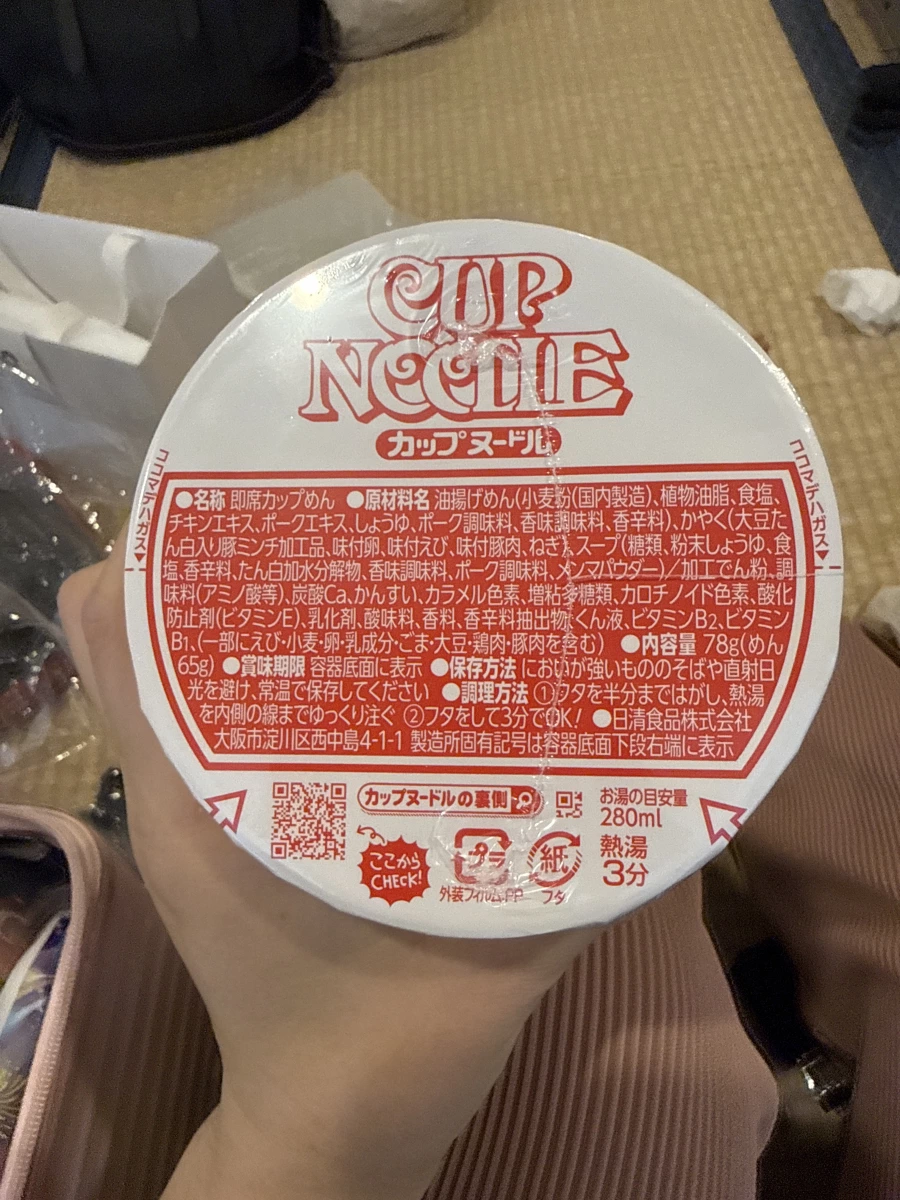 CUP
NOODLE
カップヌードル
ココマデハガス▼
ココマデハガス▼
●名称 即席カップめん ●原材料名 油揚げめん(小麦粉(国内製造)、植物油脂、食塩、
チキンエキス、ポークエキス、しょうゆ、ポーク調味料、香味調味料、香辛料)、かやく(大豆た
ん白入り豚ミンチ加工品、味付卵、味付えび、味付豚肉、ねぎ)、スープ(糖類、粉末しょうゆ、食
塩、香辛料、たん白加水分解物、香味調味料、ポーク調味料、メンマパウダー)/加工でん粉、調
味料(アミノ酸等)、炭酸Ca、かんすい、カラメル色素、増粘多糖類、カロチノイド色素、酸化
防止剤(ビタミンE)、乳化剤、酸味料、香料、香辛料抽出物、くん液、ビタミンB2、ビタミン
B1、(一部にえび・小麦・卵・乳成分・ごま・大豆・鶏肉・豚肉を含む) ●内容量 78g(めん
65g) ●賞味期限 容器底面に表示 ●保存方法 においが強いもののそばや直射日
光を避け、常温で保存してください ●調理方法 ①フタを半分まではがし、熱湯
を内側の線までゆっくり注ぐ ②フタをして3分でOK! ●日清食品株式会社
大阪市淀川区西中島4-1-1 製造所固有記号は容器底面下段右端に表示
カップヌードルの裏側
ここから
CHECK!
プラ
外装フィルム:PP
紙
フタ
お湯の目安量
280ml
熱湯
3分